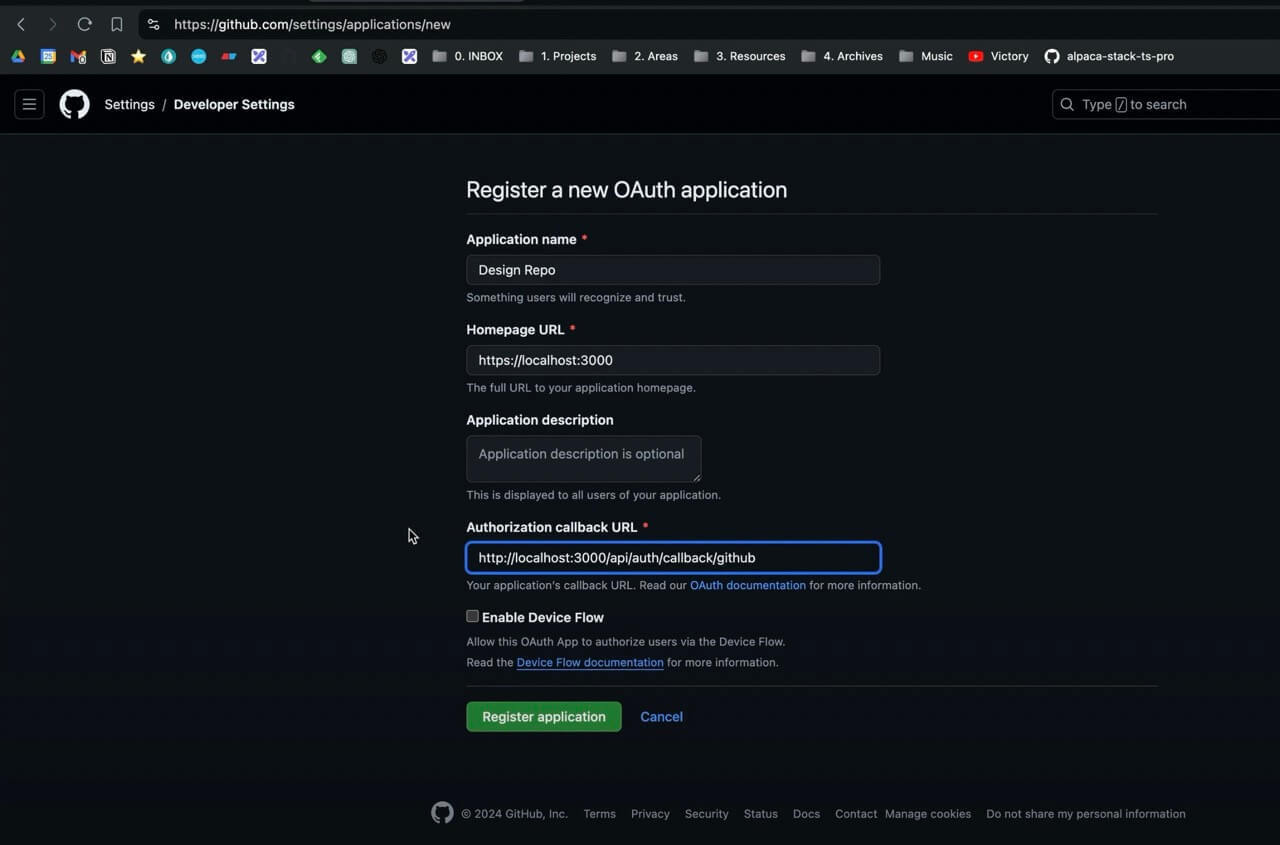 https://github.com/settings/applications/new
0. INBOX 1. Projects 2. Areas 3. Resources 4. Archives Music Victory alpaca-stack-ts-pro
Settings / Developer Settings
Type / to search
Register a new OAuth application
Application name *
Design Repo
Something users will recognize and trust.
Homepage URL *
https://localhost:3000
The full URL to your application homepage.
Application description
Application description is optional
This is displayed to all users of your application.
Authorization callback URL *
http://localhost:3000/api/auth/callback/github
Your application's callback URL. Read our OAuth documentation for more information.
Enable Device Flow
Allow this OAuth App to authorize users via the Device Flow.
Read the Device Flow documentation for more information.
Register application Cancel
© 2024 GitHub, Inc. Terms Privacy Security Status Docs Contact Manage cookies Do not share my personal information